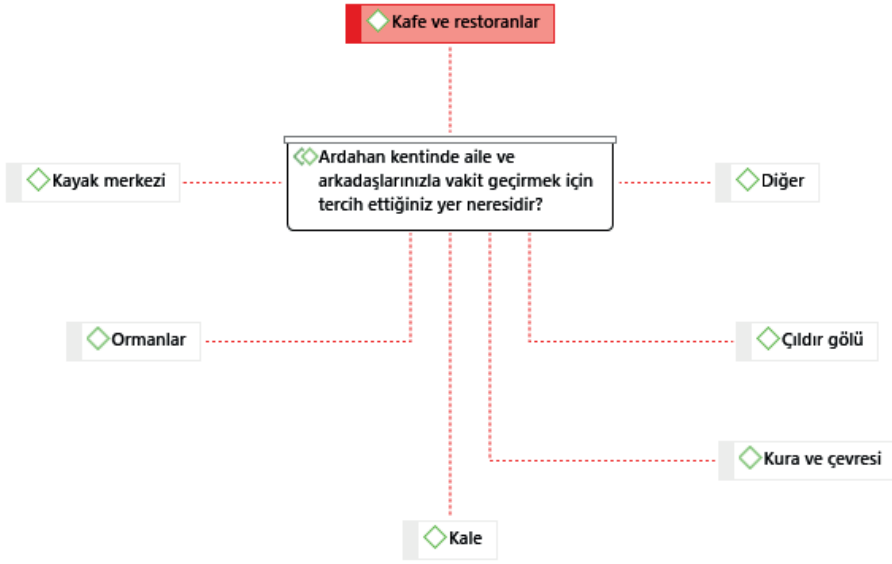 Kafe ve restoranlar
Ardahan kentinde aile ve
arkadaşlarınızla vakit geçirmek için
tercih ettiğiniz yer neresidir?
Kayak merkezi
Diğer
Ormanlar
Çıldır gölü
Kura ve çevresi
Kale